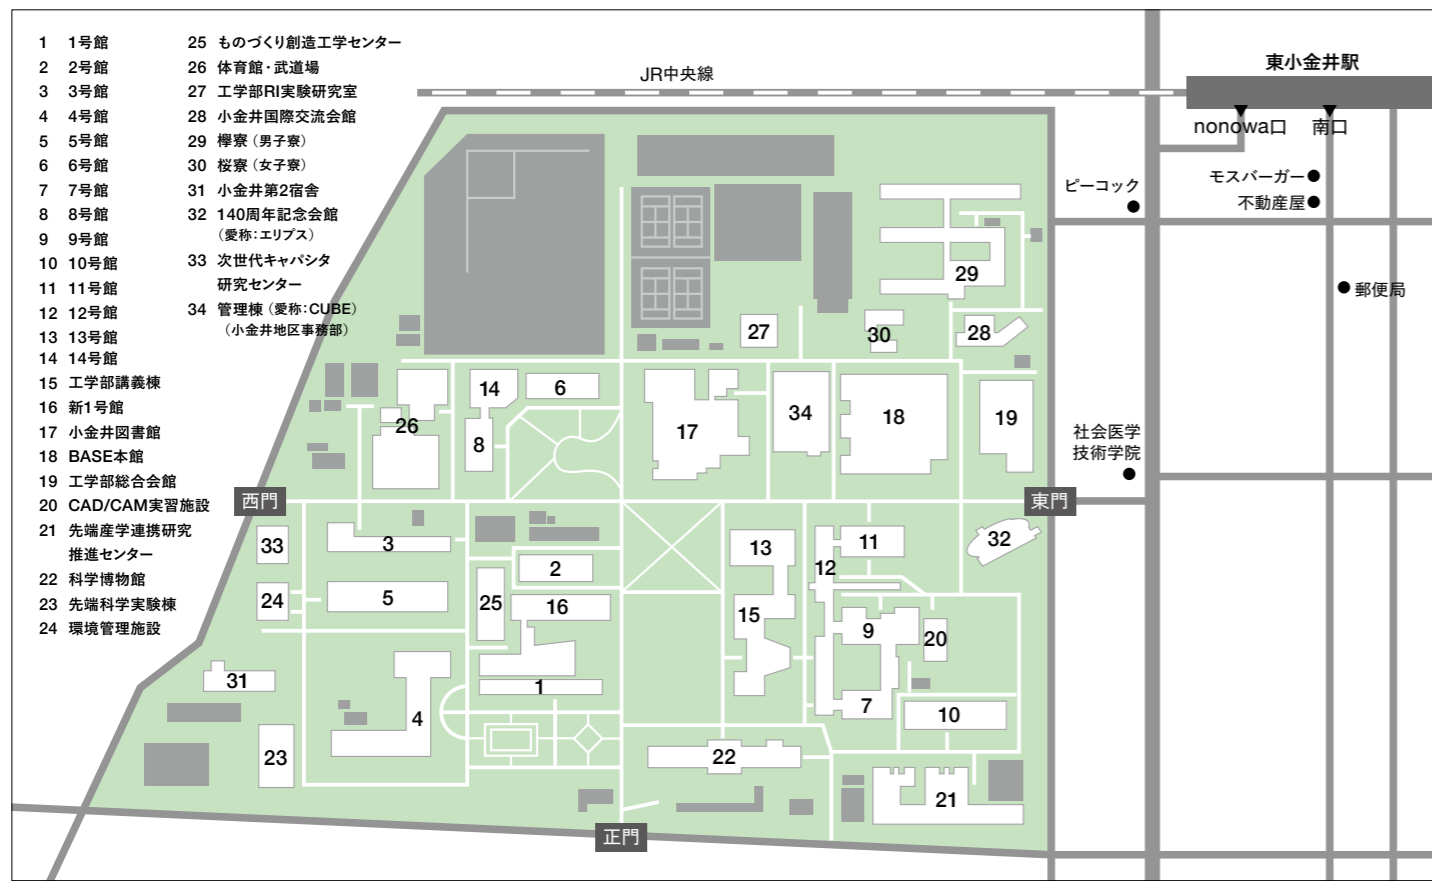 1 1号館
2 2号館
3 3号館
4 4号館
5 5号館
6 6号館
7 7号館
8 8号館
9 9号館
10 10号館
11 11号館
12 12号館
13 13号館
14 14号館
15 工学部講義棟
16 新1号館
17 小金井図書館
18 BASE本館
19 工学部総合会館
20 CAD/CAM実習施設
21 先端産学連携研究
推進センター
22 科学博物館
23 先端科学実験棟
24 環境管理施設
25 ものづくり創造工学センター
26 体育館・武道場
27 工学部RI実験研究室
28 小金井国際交流会館
29 欅寮（男子寮）
30 桜寮（女子寮）
31 小金井第2宿舎
32 140周年記念会館
（愛称：エリプス）
33 次世代キャパシタ
研究センター
34 管理棟（愛称：CUBE）
（小金井地区事務部）
JR中央線
東小金井駅
nonowa口 南口
モスバーガー
ピーコック
不動産屋
29
郵便局
27
30
28
14
6
26
8
17
34
18
19
社会医学
技術学院
西門
東門
33
3
13
11
32
2
12
24
5
25
16
15
9
20
31
1
4
7
10
23
22
21
正門